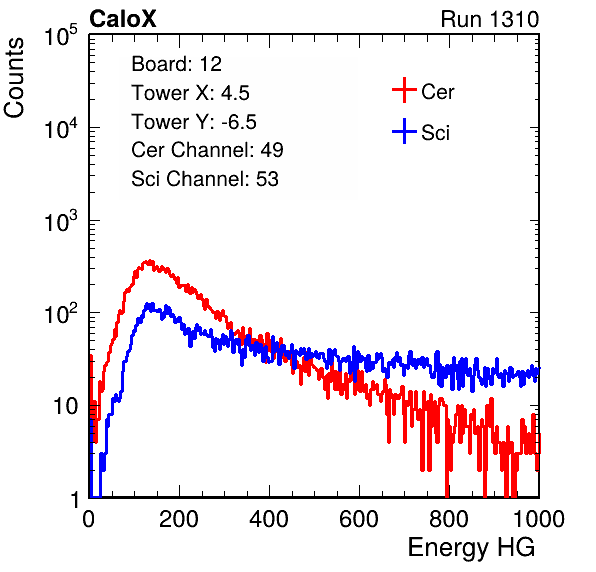 CaloX Run 1310
10^5
Counts
Board: 12
Tower X: 4.5
Tower Y: -6.5
Cer Channel: 49
Sci Channel: 53
Cer
Sci
10^4
10^3
10^2
10
1
0 200 400 600 800 1000
Energy HG